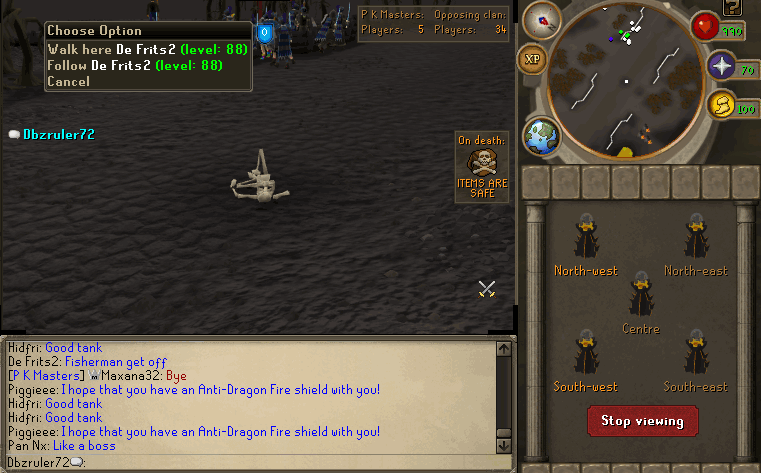 Choose Option
Walk here De Frits2 (level: 88)
Follow De Frits2 (level: 88)
Cancel
0
P K Masters: Opposing clan:
Players: 5 Players: 34
?
990
XP
70
100
Dbzruler72
On death:
ITEMS ARE
SAFE
North-west
North-east
Centre
South-west
South-east
Stop viewing
Hidfri: Good tank
De Frits2: Fisherman get off
[P K Masters] Maxana32: Bye
Piggieee: I hope that you have an Anti-Dragon Fire shield with you!
Hidfri: Good tank
Hidfri: Good tank
Piggieee: I hope that you have an Anti-Dragon Fire shield with you!
Pan Nx: Like a boss
Dbzruler72: